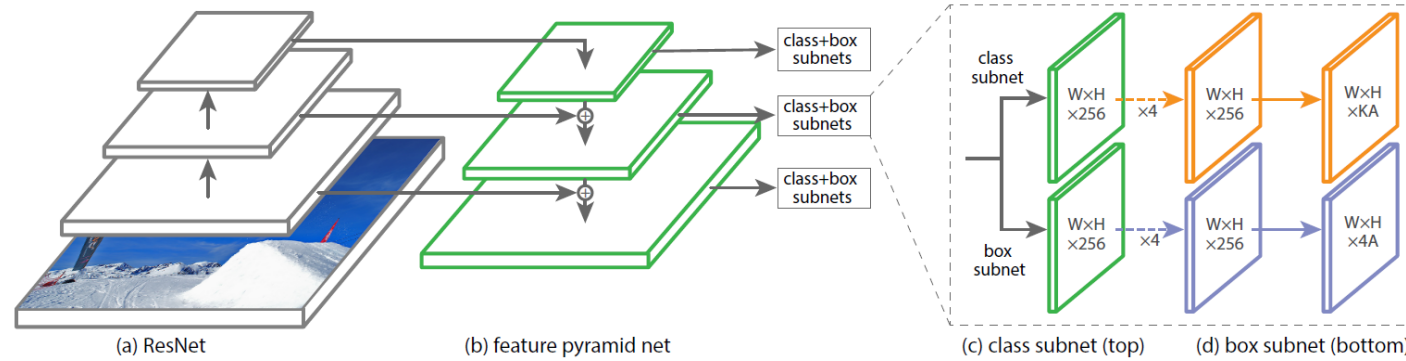 class+box
subnets
class+box
subnets
class+box
subnets
class
subnet
W×H
×256
×4
W×H
×256
W×H
×KA
box
subnet
W×H
×256
×4
W×H
×256
W×H
×4A
(a) ResNet
(b) feature pyramid net
(c) class subnet (top)
(d) box subnet (bottom)